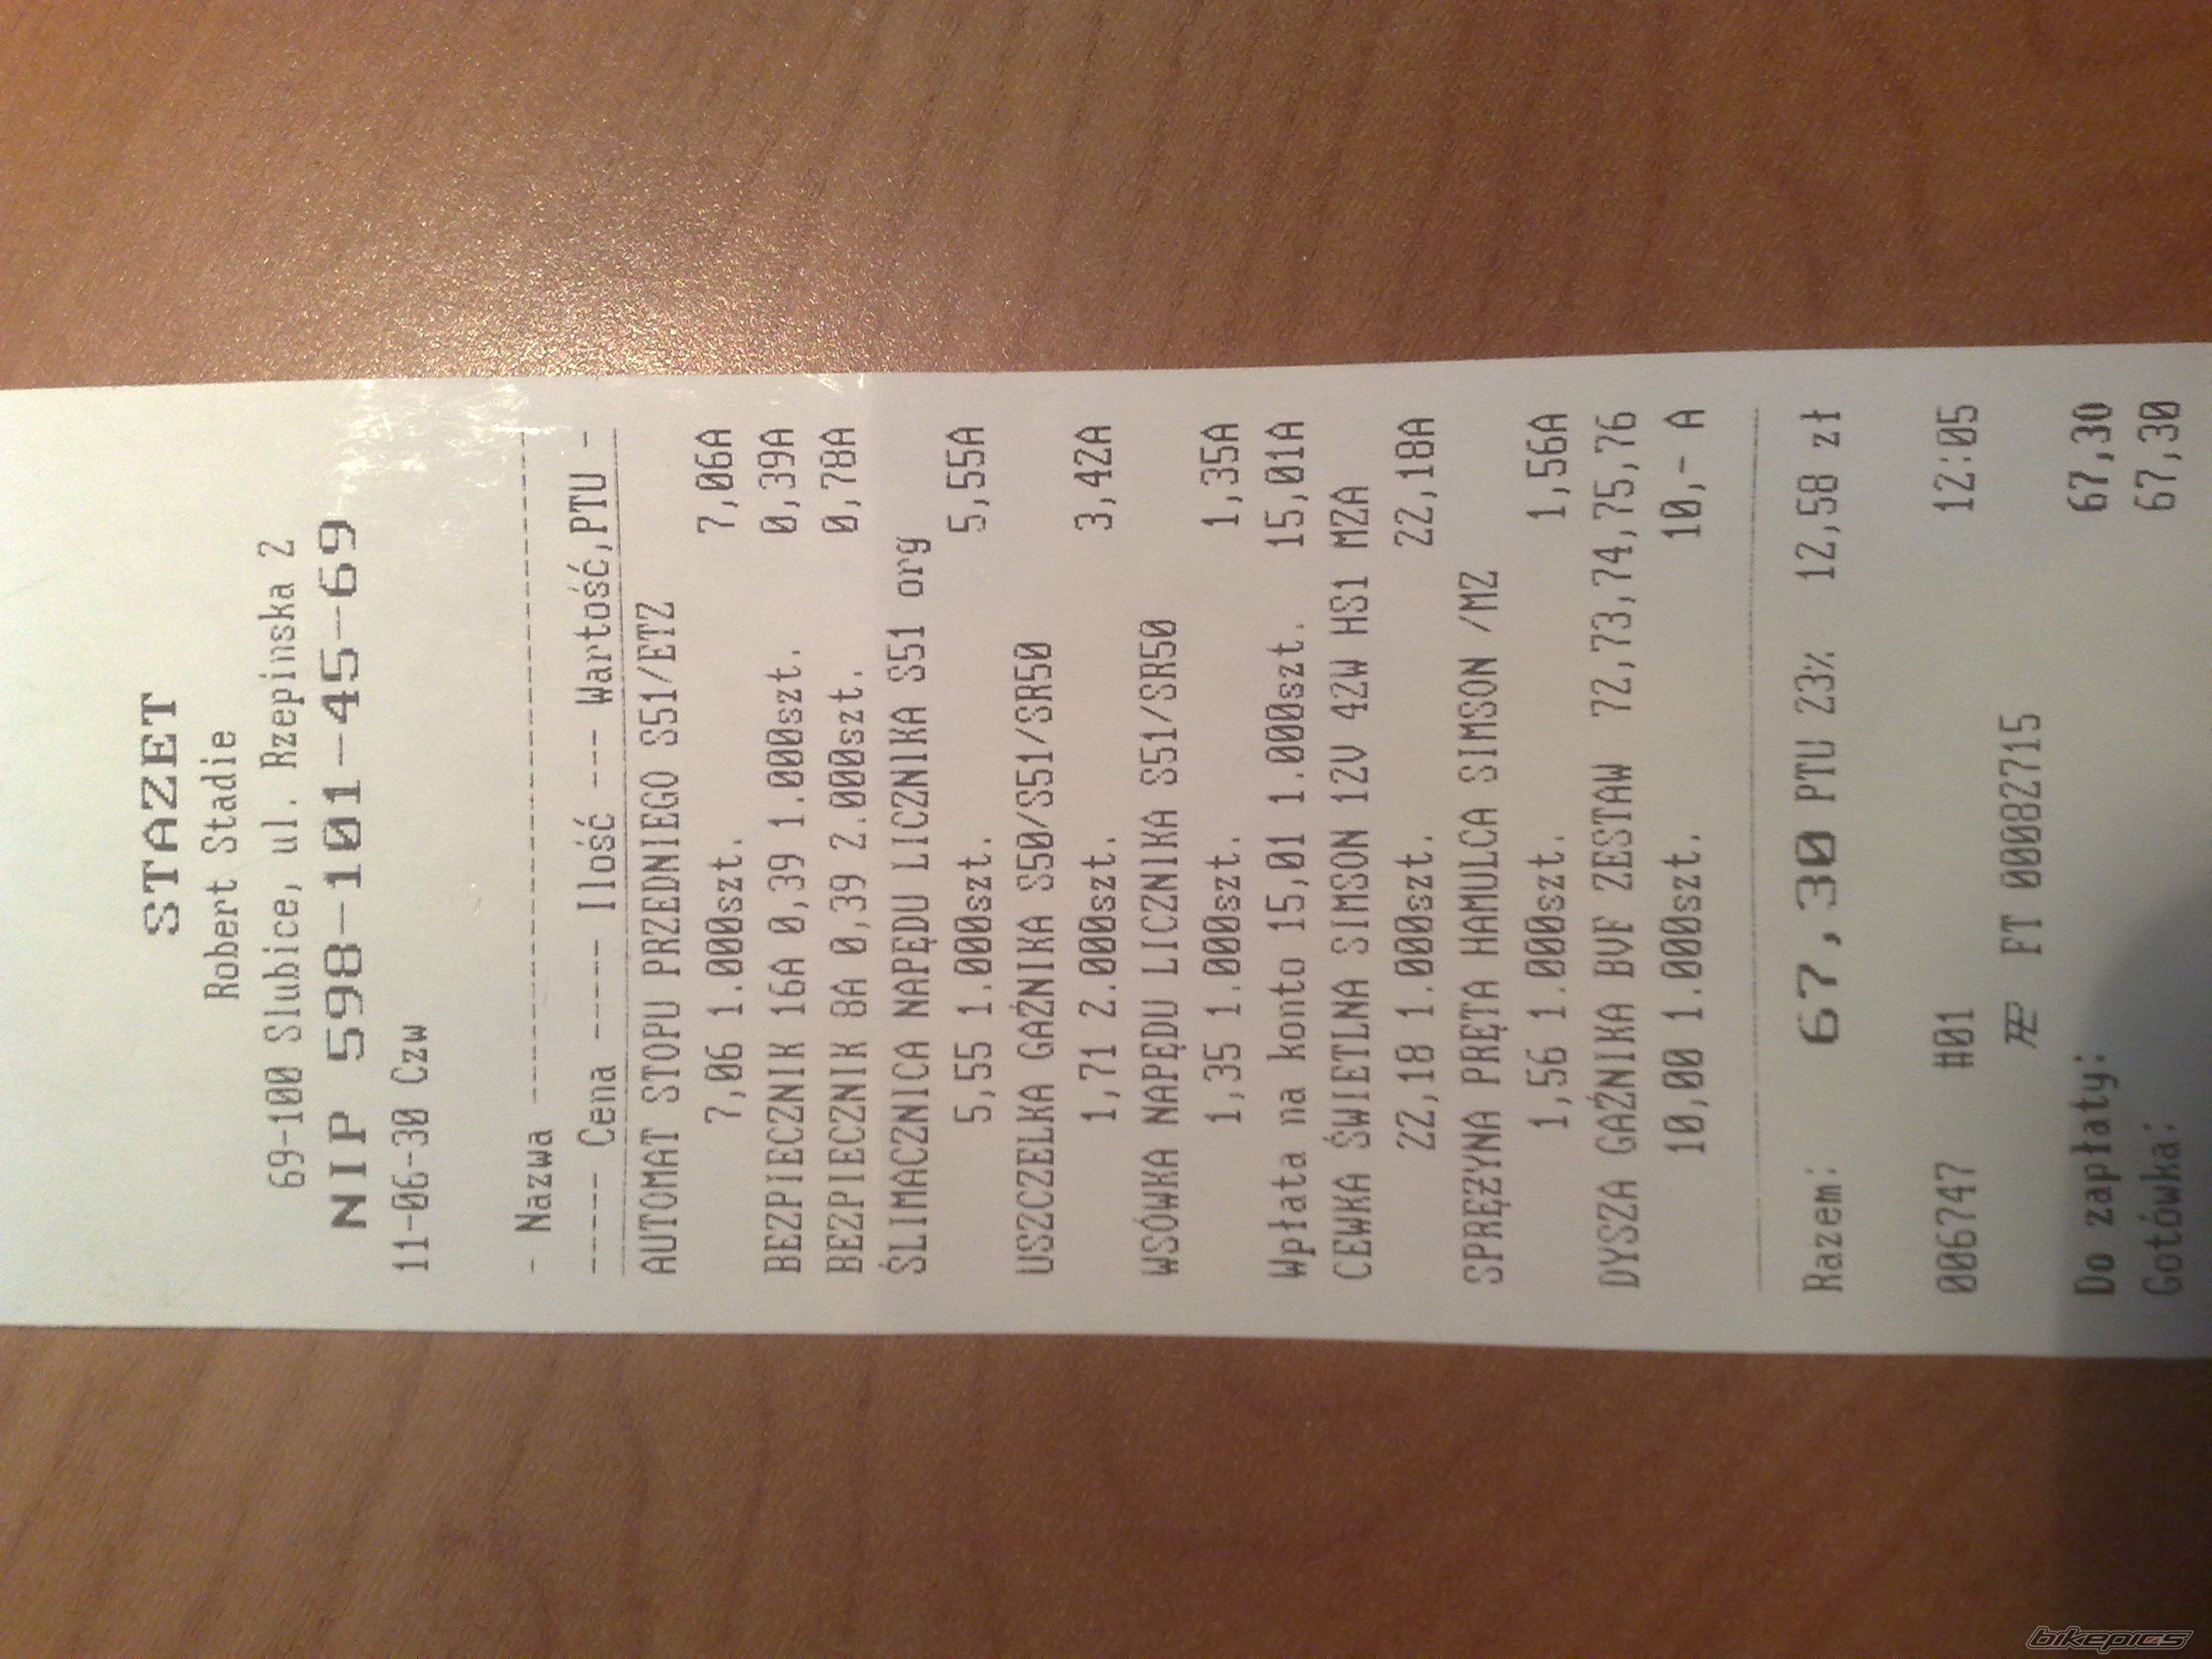 STAZET
Robert Stadie
69-100 Slubice, ul. Rzepinska 2
NIP 598-101-45-69
11-06-30 Czw
- Nazwa ------------------------------
----- Cena ----- Ilość --- Wartość,PTU -
AUTOMAT STOPU PRZEDNIEGO S51/ETZ
7,06 1.000szt. 7,06A
BEZPIECZNIK 16A 0,39 1.000szt. 0,39A
BEZPIECZNIK 8A 0,39 2.000szt. 0,78A
ŚLIMACZNICA NAPĘDU LICZNIKA S51 org
5,55 1.000szt. 5,55A
USZCZELKA GAŹNIKA S50/S51/SR50
1,71 2.000szt. 3,42A
WSÓWKA NAPĘDU LICZNIKA S51/SR50
1,35 1.000szt. 1,35A
Wpłata na konto 15,01 1.000szt. 15,01A
CEWKA ŚWIETLNA SIMSON 12V 42W HS1 MZA
22,18 1.000szt. 22,18A
SPRĘŻYNA PRĘTA HAMULCA SIMSON /MZ
1,56 1.000szt. 1,56A
DYSZA GAŹNIKA BVF ZESTAW 72,73,74,75,76
10,00 1.000szt. 10,- A
Razem: 67,30 PTU 23% 12,58 zł
006747 #01 12:05
FT 00082715
Do zapłaty: 67,30
Gotówka: 67,30
bikepics